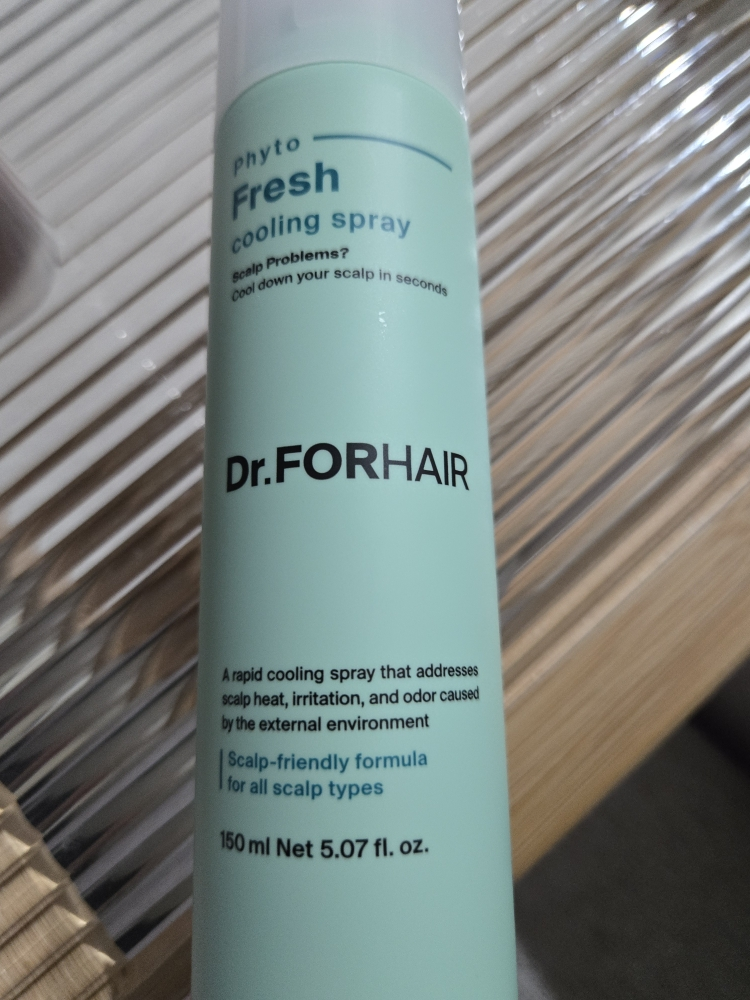 Phyto
Fresh
cooling spray
Scalp Problems?
Cool down your scalp in seconds
Dr.FORHAIR
A rapid cooling spray that addresses
scalp heat, irritation, and odor caused
by the external environment
Scalp-friendly formula
for all scalp types
150 ml Net 5.07 fl. oz.